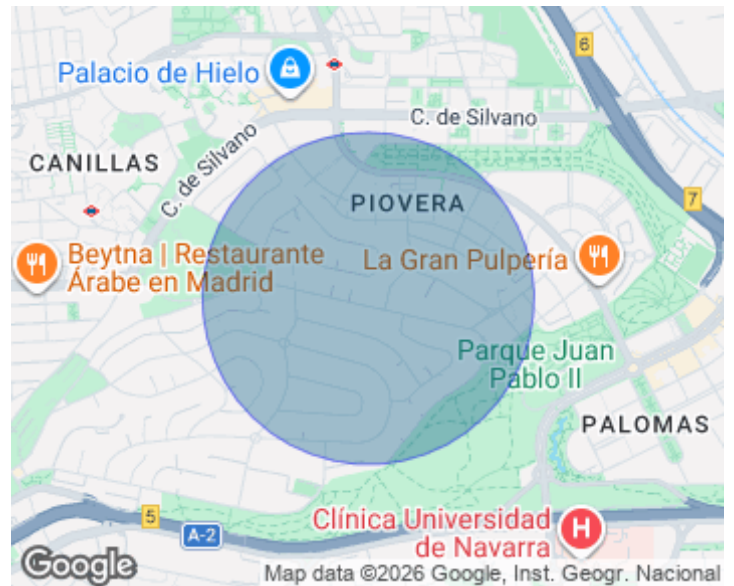 6
Palacio de Hielo
C. de Silvano
CANILLAS
C. de Silvano
PIOVERA
7
Beytna | Restaurante
Árabe en Madrid
La Gran Pulpería
Parque Juan
Pablo II
PALOMAS
5
A-2
Clínica Universidad
de Navarra
H
Google
Map data ©2026 Google, Inst. Geogr. Nacional